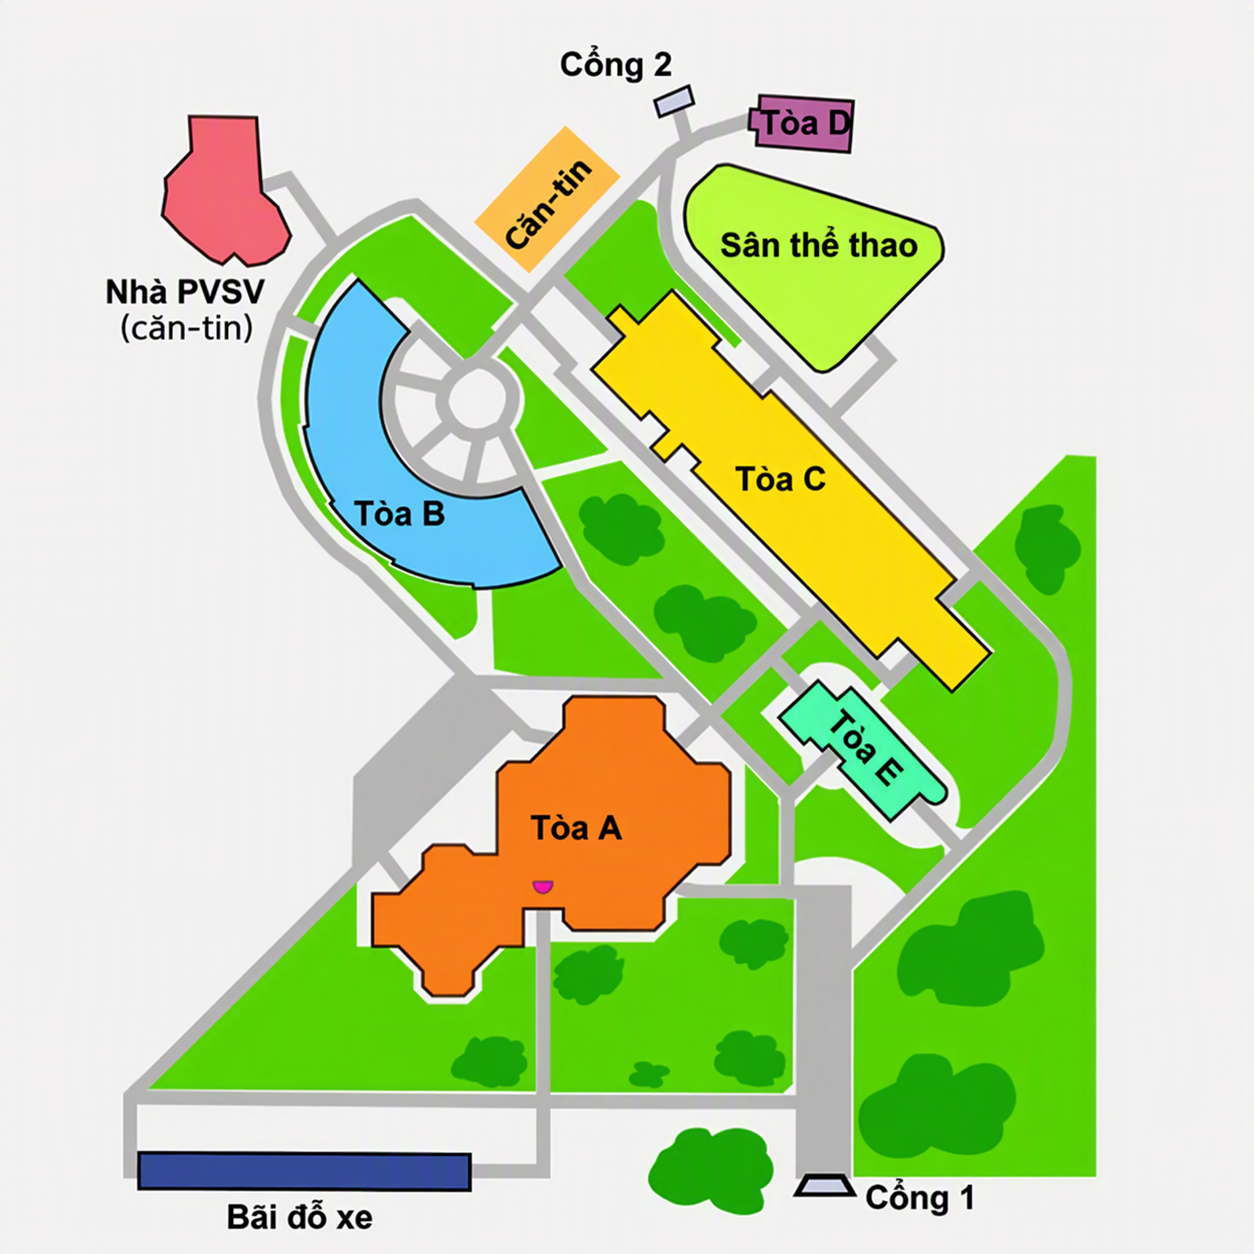 Cổng 2
Tòa D
Căn-tin
Sân thể thao
Nhà PVSV
(căn-tin)
Tòa C
Tòa B
Tòa E
Tòa A
Cổng 1
Bãi đỗ xe